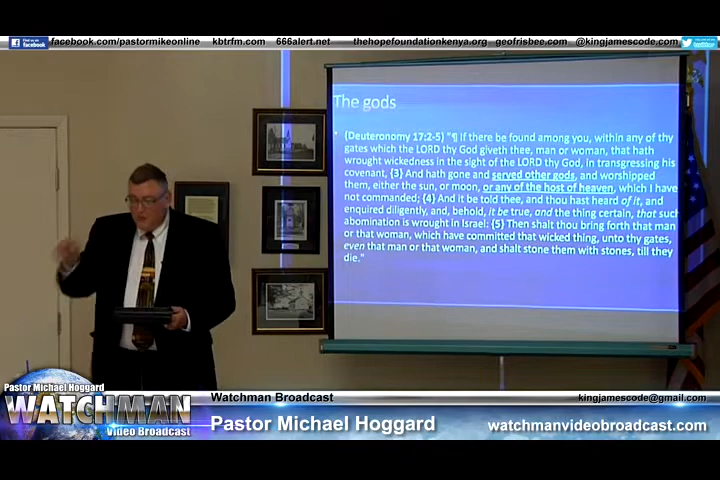 Find us on facebook facebook.com/pastormikeonline kbtrfm.com 666alert.net thehopefoundationkenya.org geofrisbee.com @kingjamescode.com twitter
The gods
• (Deuteronomy 17:2-5) "¶ If there be found among you, within any of thy
gates which the LORD thy God giveth thee, man or woman, that hath
wrought wickedness in the sight of the LORD thy God, in transgressing his
covenant, {3} And hath gone and served other gods, and worshipped
them, either the sun, or moon, or any of the host of heaven, which I have
not commanded; {4} And it be told thee, and thou hast heard of it, and
enquired diligently, and, behold, it be true, and the thing certain, that such
abomination is wrought in Israel: {5} Then shalt thou bring forth that man
or that woman, which have committed that wicked thing, unto thy gates,
even that man or that woman, and shalt stone them with stones, till they
die."
Pastor Michael Hoggard
WATCHMAN
Video Broadcast
Watchman Broadcast kingjamescode@gmail.com
Pastor Michael Hoggard watchmanvideobroadcast.com